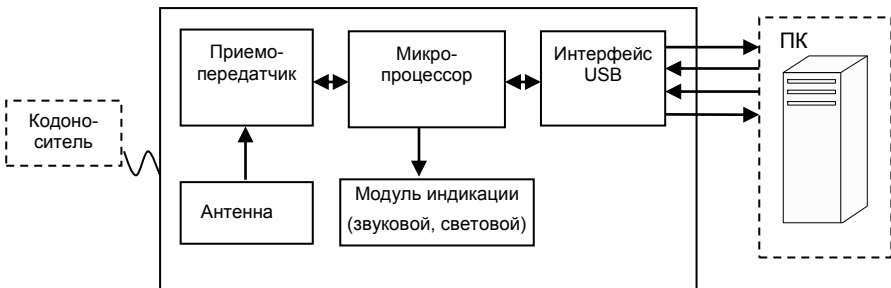 Приемо-
передатчик
Микро-
процессор
Интерфейс
USB
ПК
Кодоно-
ситель
Антенна
Модуль индикации
(звуковой, световой)